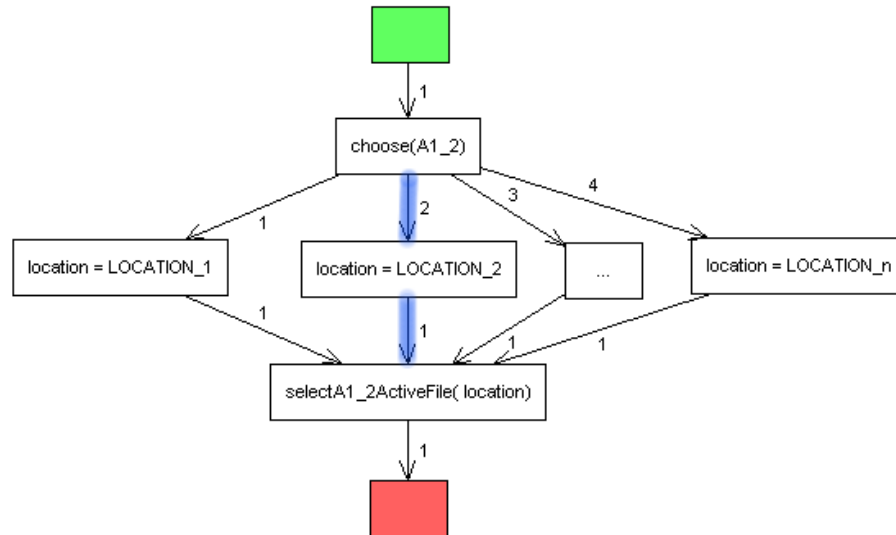 1
choose(A1_2)
1
2
3
4
location = LOCATION_1
location = LOCATION_2
...
location = LOCATION_n
1
1
1
1
selectA1_2ActiveFile( location)
1